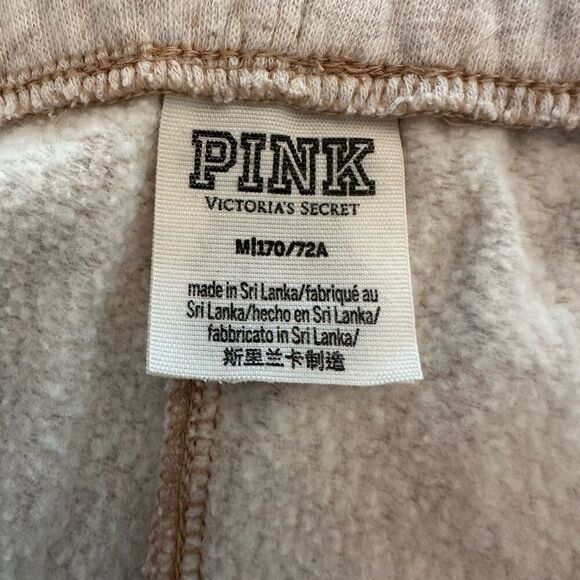 PINK
VICTORIA'S SECRET
M|170/72A
made in Sri Lanka/fabriqué au
Sri Lanka/hecho en Sri Lanka/
fabbricato in Sri Lanka/
斯里兰卡制造